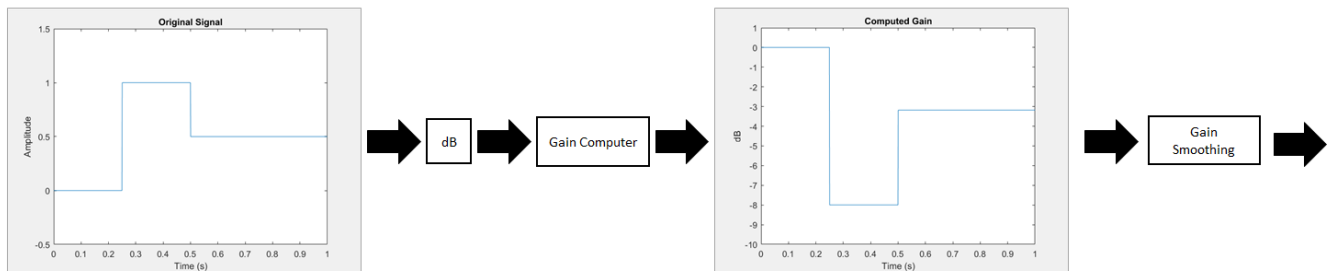 Original Signal
1.5
1
0.5
0
-0.5
Amplitude
0 0.1 0.2 0.3 0.4 0.5 0.6 0.7 0.8 0.9 1
Time (s)
dB
Gain Computer
Computed Gain
1
0
-1
-2
-3
-4
-5
-6
-7
-8
-9
-10
dB
0 0.1 0.2 0.3 0.4 0.5 0.6 0.7 0.8 0.9 1
Time (s)
Gain
Smoothing